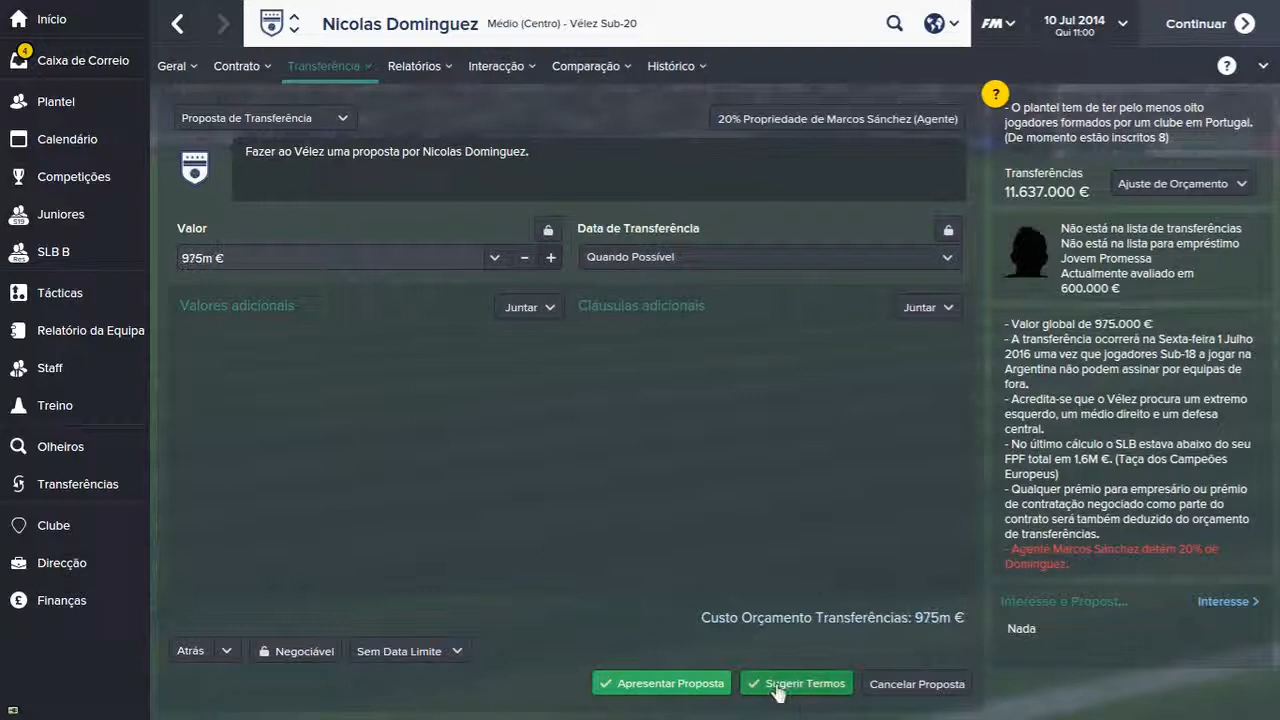 Início
Nicolas Dominguez
Médio (Centro) - Vélez Sub-20
FM
10 Jul 2014
Qui 11:00
Continuar
4
Caixa de Correio
Geral
Contrato
Transferência
Relatórios
Interacção
Comparação
Histórico
?
Plantel
Calendário
Competições
S19
Juniores
Res
SLB B
Tácticas
Relatório da Equipa
Staff
Treino
Olheiros
Transferências
Clube
Direcção
£
Finanças
Proposta de Transferência
20% Propriedade de Marcos Sánchez (Agente)
Fazer ao Vélez uma proposta por Nicolas Dominguez.
Valor
975m €
Data de Transferência
Quando Possível
Valores adicionais
Juntar
Cláusulas adicionais
Juntar
Custo Orçamento Transferências: 975m €
Atrás
Negociável
Sem Data Limite
Apresentar Proposta
Sugerir Termos
Cancelar Proposta
?
- O plantel tem de ter pelo menos oito
jogadores formados por um clube em Portugal.
(De momento estão inscritos 8)
Transferências
11.637.000 €
Ajuste de Orçamento
Não está na lista de transferências
Não está na lista para empréstimo
Jovem Promessa
Actualmente avaliado em
600.000 €
- Valor global de 975.000 €
- A transferência ocorrerá na Sexta-feira 1 Julho
2016 uma vez que jogadores Sub-18 a jogar na
Argentina não podem assinar por equipas de
fora.
- Acredita-se que o Vélez procura um extremo
esquerdo, um médio direito e um defesa
central.
- No último cálculo o SLB estava abaixo do seu
FPF total em 1,6M €. (Taça dos Campeões
Europeus)
- Qualquer prémio para empresário ou prémio
de contratação negociado como parte do
contrato será também deduzido do orçamento
de transferências.
- Agente Marcos Sánchez detém 20% de
Dominguez.
Interesse e Propost...
Interesse >
Nada